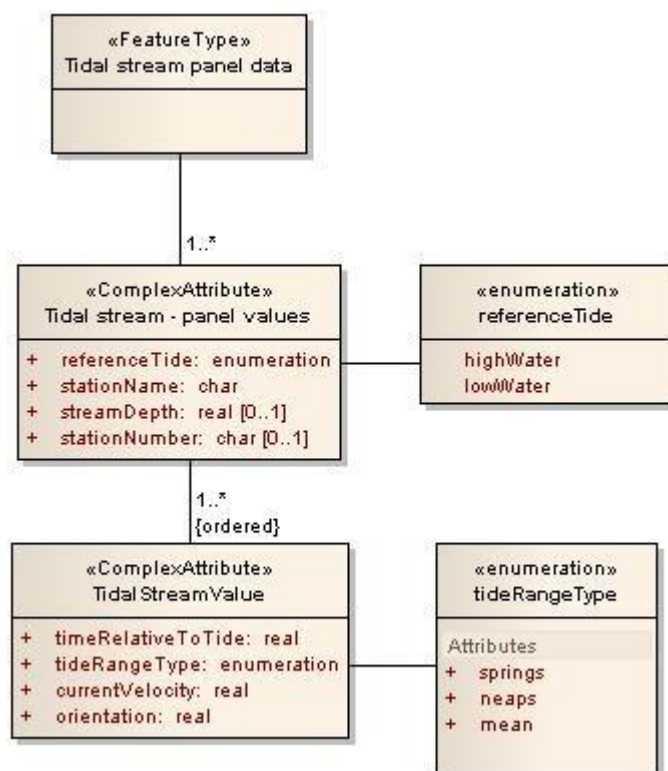 «FeatureType»
Tidal stream panel data
1..*
«ComplexAttribute»
Tidal stream - panel values
+ referenceTide: enumeration
+ stationName: char
+ streamDepth: real [0..1]
+ stationNumber: char [0..1]
«enumeration»
referenceTide
highWater
lowWater
1..*
{ordered}
«ComplexAttribute»
TidalStreamValue
+ timeRelativeToTide: real
+ tideRangeType: enumeration
+ currentVelocity: real
+ orientation: real
«enumeration»
tideRangeType
Attributes
+ springs
+ neaps
+ mean